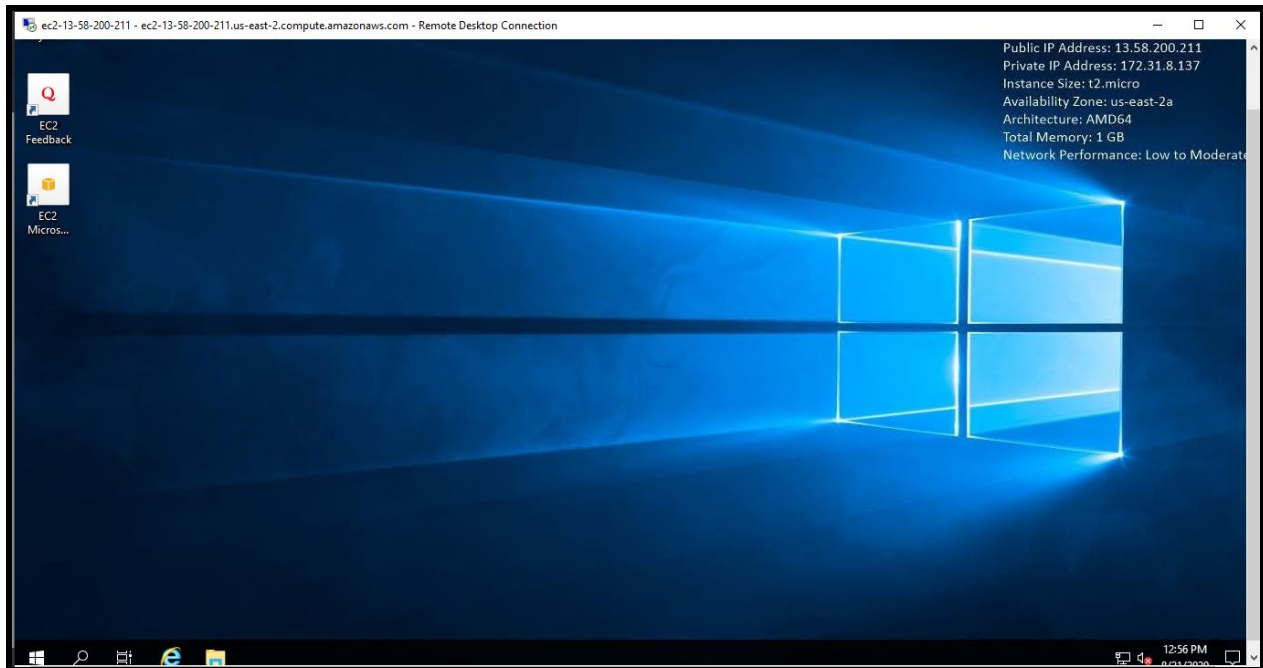 ec2-13-58-200-211 - ec2-13-58-200-211.us-east-2.compute.amazonaws.com - Remote Desktop Connection
Public IP Address: 13.58.200.211
Private IP Address: 172.31.8.137
Instance Size: t2.micro
Availability Zone: us-east-2a
Architecture: AMD64
Total Memory: 1 GB
Network Performance: Low to Moderate
Q
EC2
Feedback
EC2
Micros...
12:56 PM